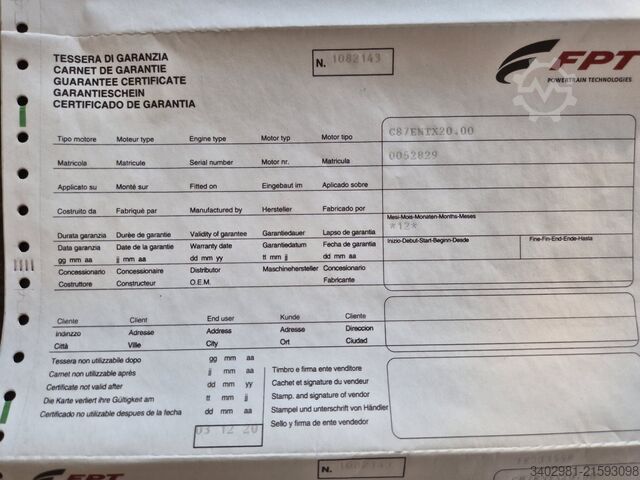 TESSERA DI GARANZIA
CARNET DE GARANTIE
GUARANTEE CERTIFICATE
GARANTIESCHEIN
CERTIFICADO DE GARANTIA
N. 1082143
FPT
POWERTRAIN TECHNOLOGIES
Tipo motore Moteur type Engine type Motor typ Motor tipo C87ENTX20.00
Matricola Matricule Serial number Motor nr. Matricula 0052829
Applicato su Monté sur Fitted on Eingebaut im Aplicado sobre
Costruito da Fabriqué par Manufactured by Hersteller Fabricado por
Mesi-Mois-Monaten-Months-Meses
Durata garanzia Durée de garantie Validity of garantee Garantiedauer Lapso de garantia *12*
Data garanzia Date de la garantie Warranty date Garantiedatum Fecha de garantia Inizio-Debut-Start-Beginn-Desde Fine-Fin-End-Ende-Hasta
gg mm aa jj mm aa dd mm yy tt mm jj dd mm aa
Concessionario Concessionaire Distributor Maschinehersteller Concesionario
Costruttore Constructeur O.E.M. Fabricante
Cliente Client End user Kunde Cliente
Indirizzo Adresse Address Adresse Direccion
Città Ville City Ort Ciudad
Tessera non utilizzabile dopo gg mm aa
Carnet non utilisable après jj mm aa
Certificate not valid after dd mm yy
Die Karte verliert ihre Gültigkeit am tt mm jj
Certificado no utilizable despues de la fecha dd mm aa
03 12 20
Timbro e firma ente venditore
Cachet et signature du vendeur
Stamp. and signature of vendor
Stampel und unterschrift von Händler
Sello y firma de ente vendedor
FPT
N. 1082143
3402981-21593098